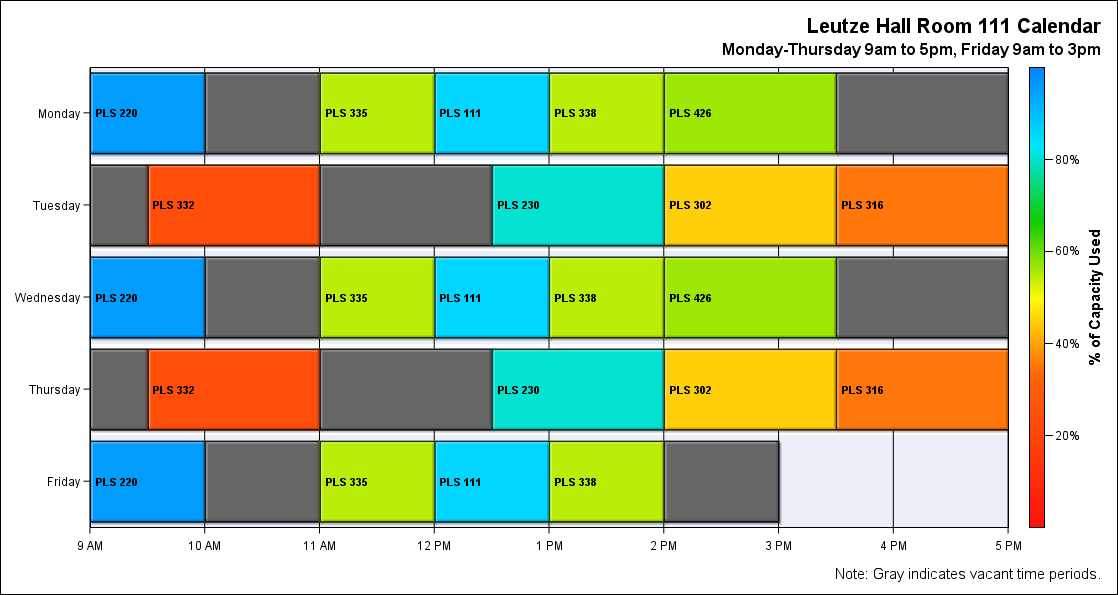 Leutze Hall Room 111 Calendar
Monday-Thursday 9am to 5pm, Friday 9am to 3pm
Monday
PLS 220
PLS 335
PLS 111
PLS 338
PLS 426
Tuesday
PLS 332
PLS 230
PLS 302
PLS 316
Wednesday
PLS 220
PLS 335
PLS 111
PLS 338
PLS 426
Thursday
PLS 332
PLS 230
PLS 302
PLS 316
Friday
PLS 220
PLS 335
PLS 111
PLS 338
9 AM
10 AM
11 AM
12 PM
1 PM
2 PM
3 PM
4 PM
5 PM
80%
60%
40%
20%
% of Capacity Used
Note: Gray indicates vacant time periods.